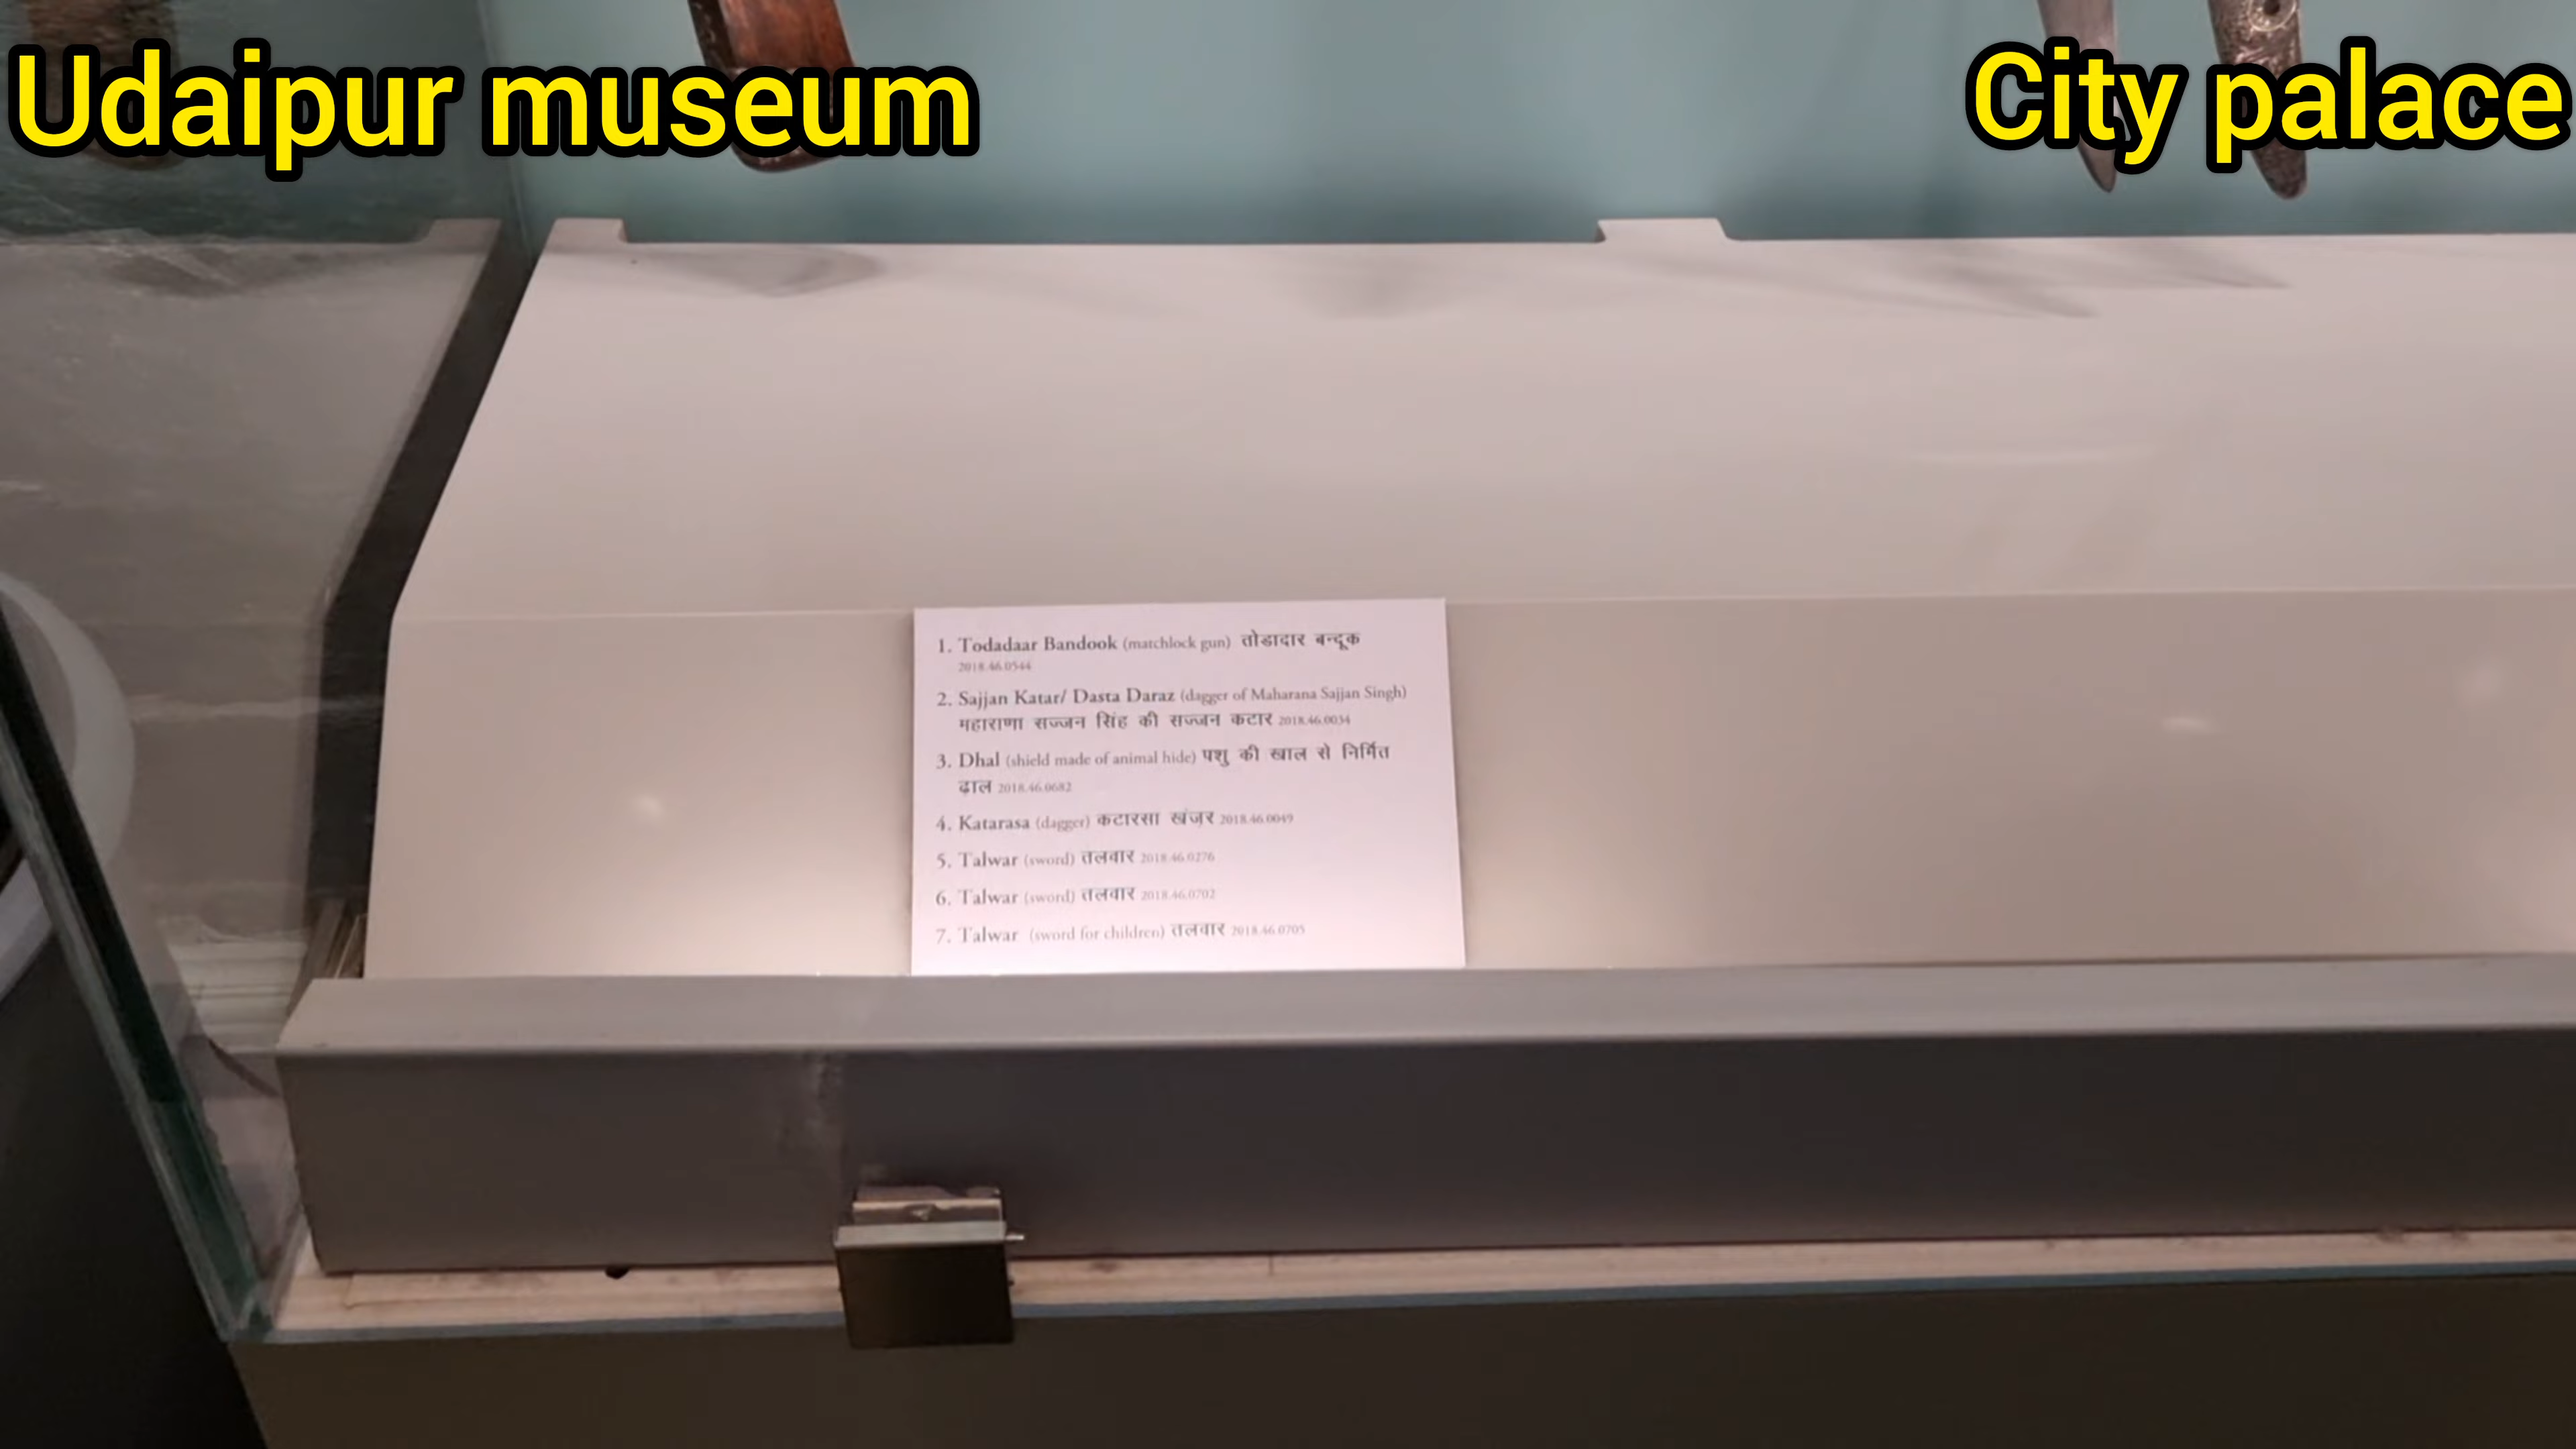 Udaipur museum
City palace
1. Todadaar Bandook (matchlock gun) तोडादार बन्दूक
2018.46.0544
2. Sajjan Katar/ Dasta Daraz (dagger of Maharana Sajjan Singh)
महाराणा सज्जन सिंह की सज्जन कटार 2018.46.0034
3. Dhal (shield made of animal hide) पशु की खाल से निर्मित
ढ़ाल 2018.46.0682
4. Katarasa (dagger) कटारसा खंजर 2018.46.0049
5. Talwar (sword) तलवार 2018.46.0276
6. Talwar (sword) तलवार 2018.46.0702
7. Talwar (sword for children) तलवार 2018.46.0705